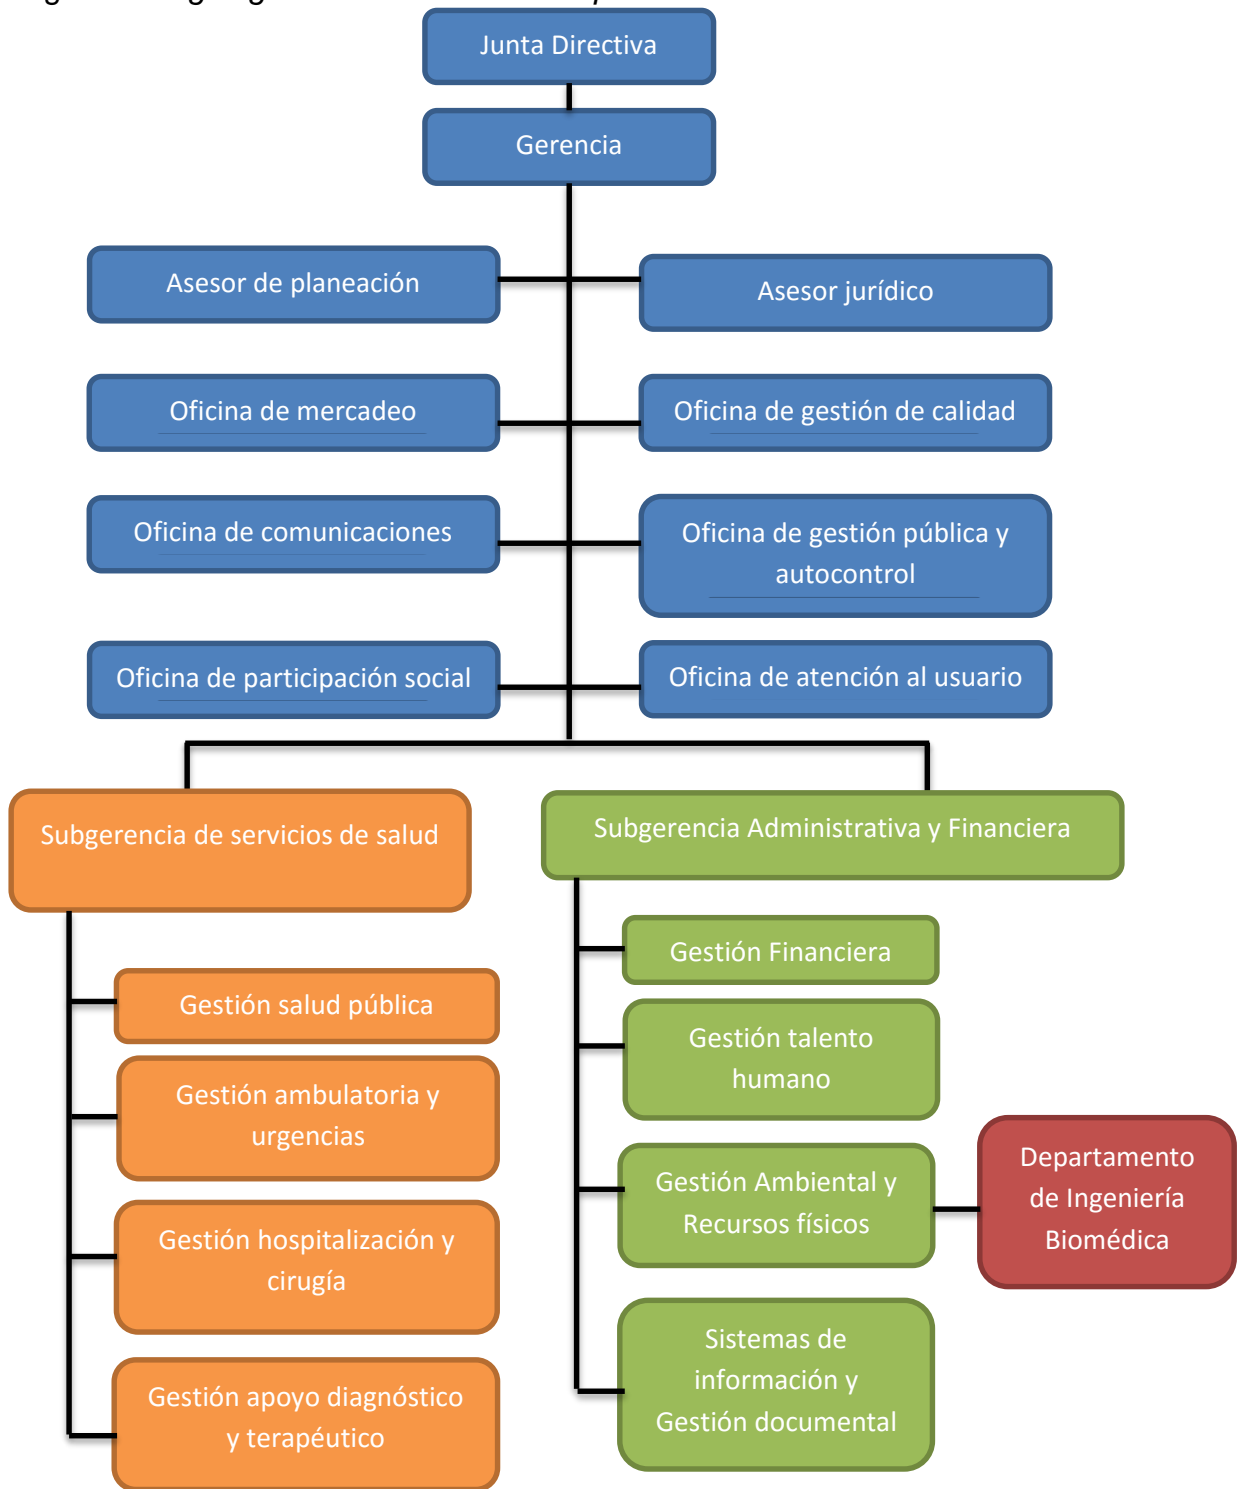 Junta Directiva
Gerencia
Asesor de planeación
Asesor jurídico
Oficina de mercadeo
Oficina de gestión de calidad
Oficina de comunicaciones
Oficina de gestión pública y
autocontrol
Oficina de participación social
Oficina de atención al usuario
Subgerencia de servicios de salud
Subgerencia Administrativa y Financiera
Gestión salud pública
Gestión ambulatoria y
urgencias
Gestión hospitalización y
cirugía
Gestión apoyo diagnóstico
y terapéutico
Gestión Financiera
Gestión talento
humano
Gestión Ambiental y
Recursos físicos
Departamento
de Ingeniería
Biomédica
Sistemas de
información y
Gestión documental